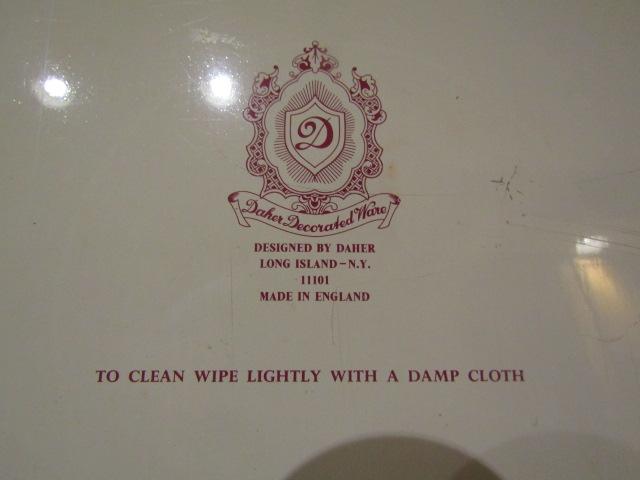 D
Daher Decorated Ware
DESIGNED BY DAHER
LONG ISLAND–N.Y.
11101
MADE IN ENGLAND
TO CLEAN WIPE LIGHTLY WITH A DAMP CLOTH